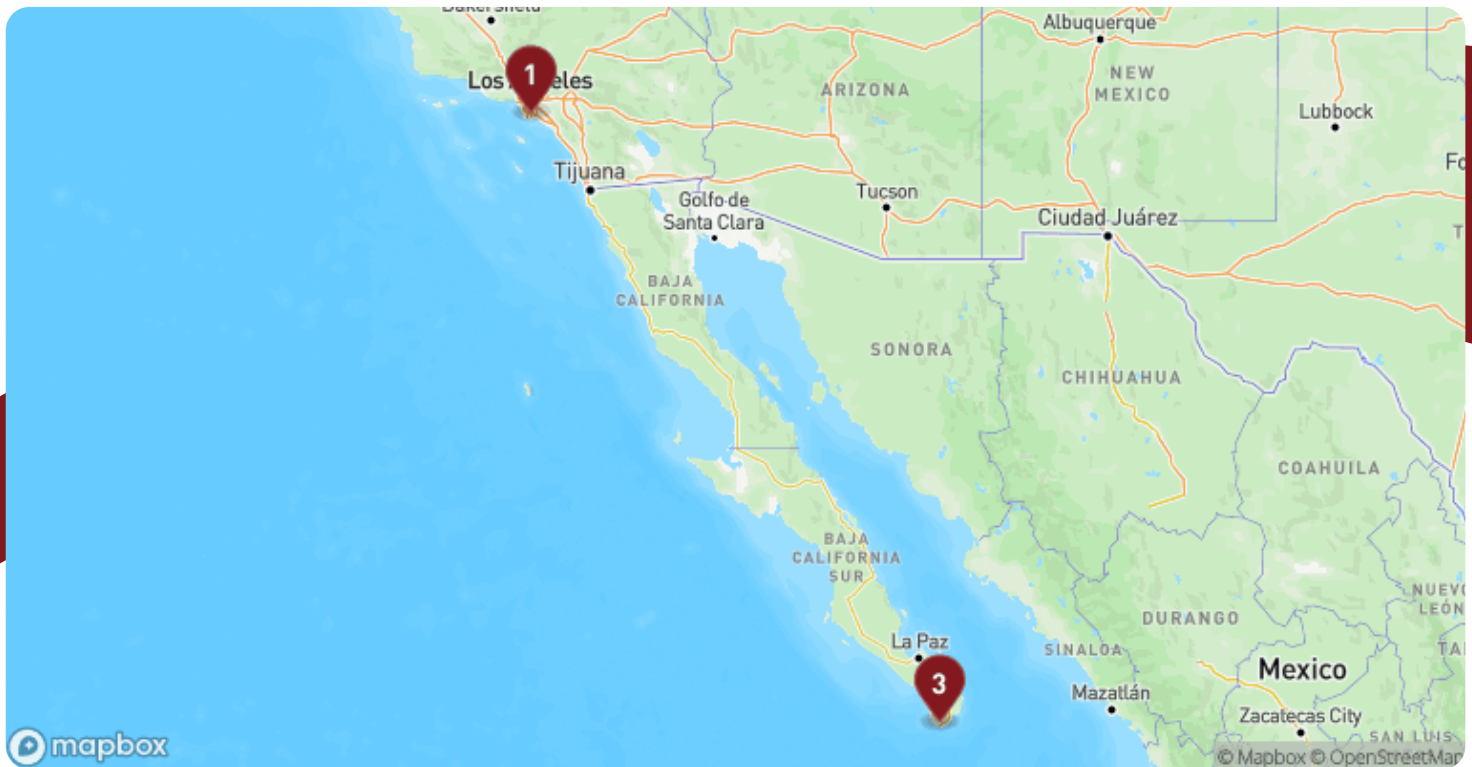 Albuquerque
1
Los Angeles
NEW
MEXICO
ARIZONA
Lubbock
Tijuana
Tucson
Golfo de
Santa Clara
Ciudad Juárez
BAJA
CALIFORNIA
SONORA
CHIHUAHUA
COAHUILA
BAJA
CALIFORNIA
SUR
NUEVO
LEÓN
DURANGO
La Paz
SINALOA
Mexico
3
Mazatlán
Zacatecas City
SAN LUIS
mapbox
© Mapbox © OpenStreetMap